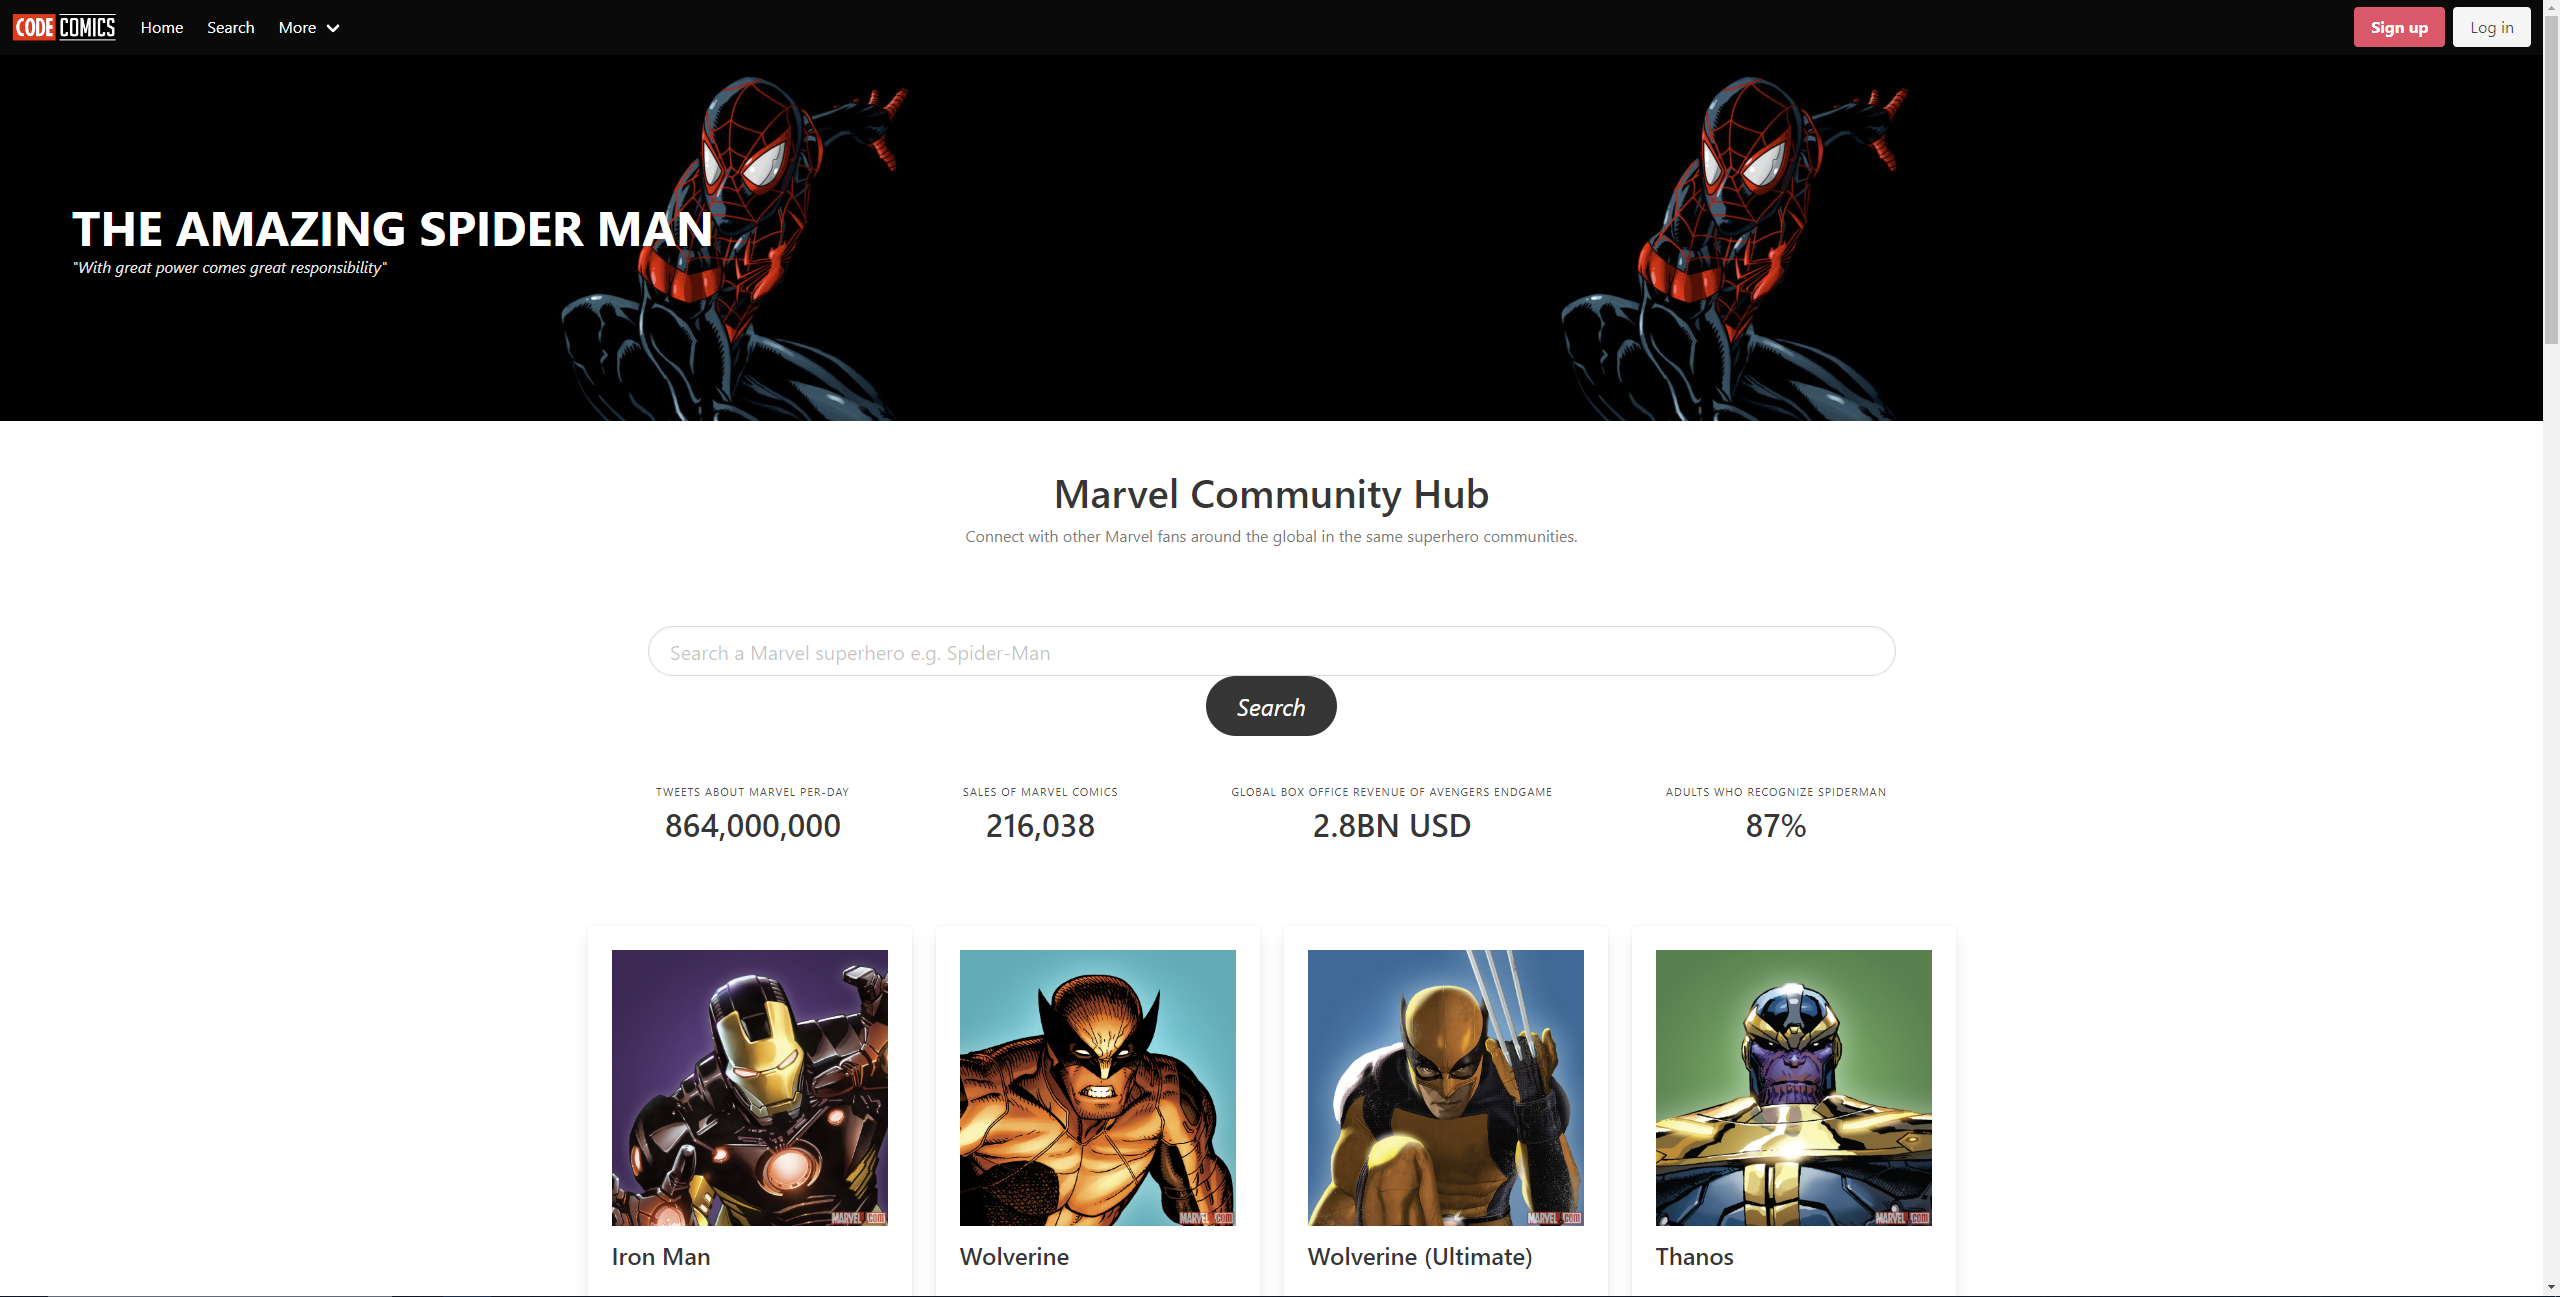 CODE COMICS Home Search More Sign up Log in
THE AMAZING SPIDER MAN
"With great power comes great responsibility"
Marvel Community Hub
Connect with other Marvel fans around the global in the same superhero communities.
Search a Marvel superhero e.g. Spider-Man
Search
TWEETS ABOUT MARVEL PER-DAY SALES OF MARVEL COMICS GLOBAL BOX OFFICE REVENUE OF AVENGERS ENDGAME ADULTS WHO RECOGNIZE SPIDERMAN
864,000,000 216,038 2.8BN USD 87%
MARVEL.com MARVEL.com MARVEL.com MARVEL.com
Iron Man Wolverine Wolverine (Ultimate) Thanos